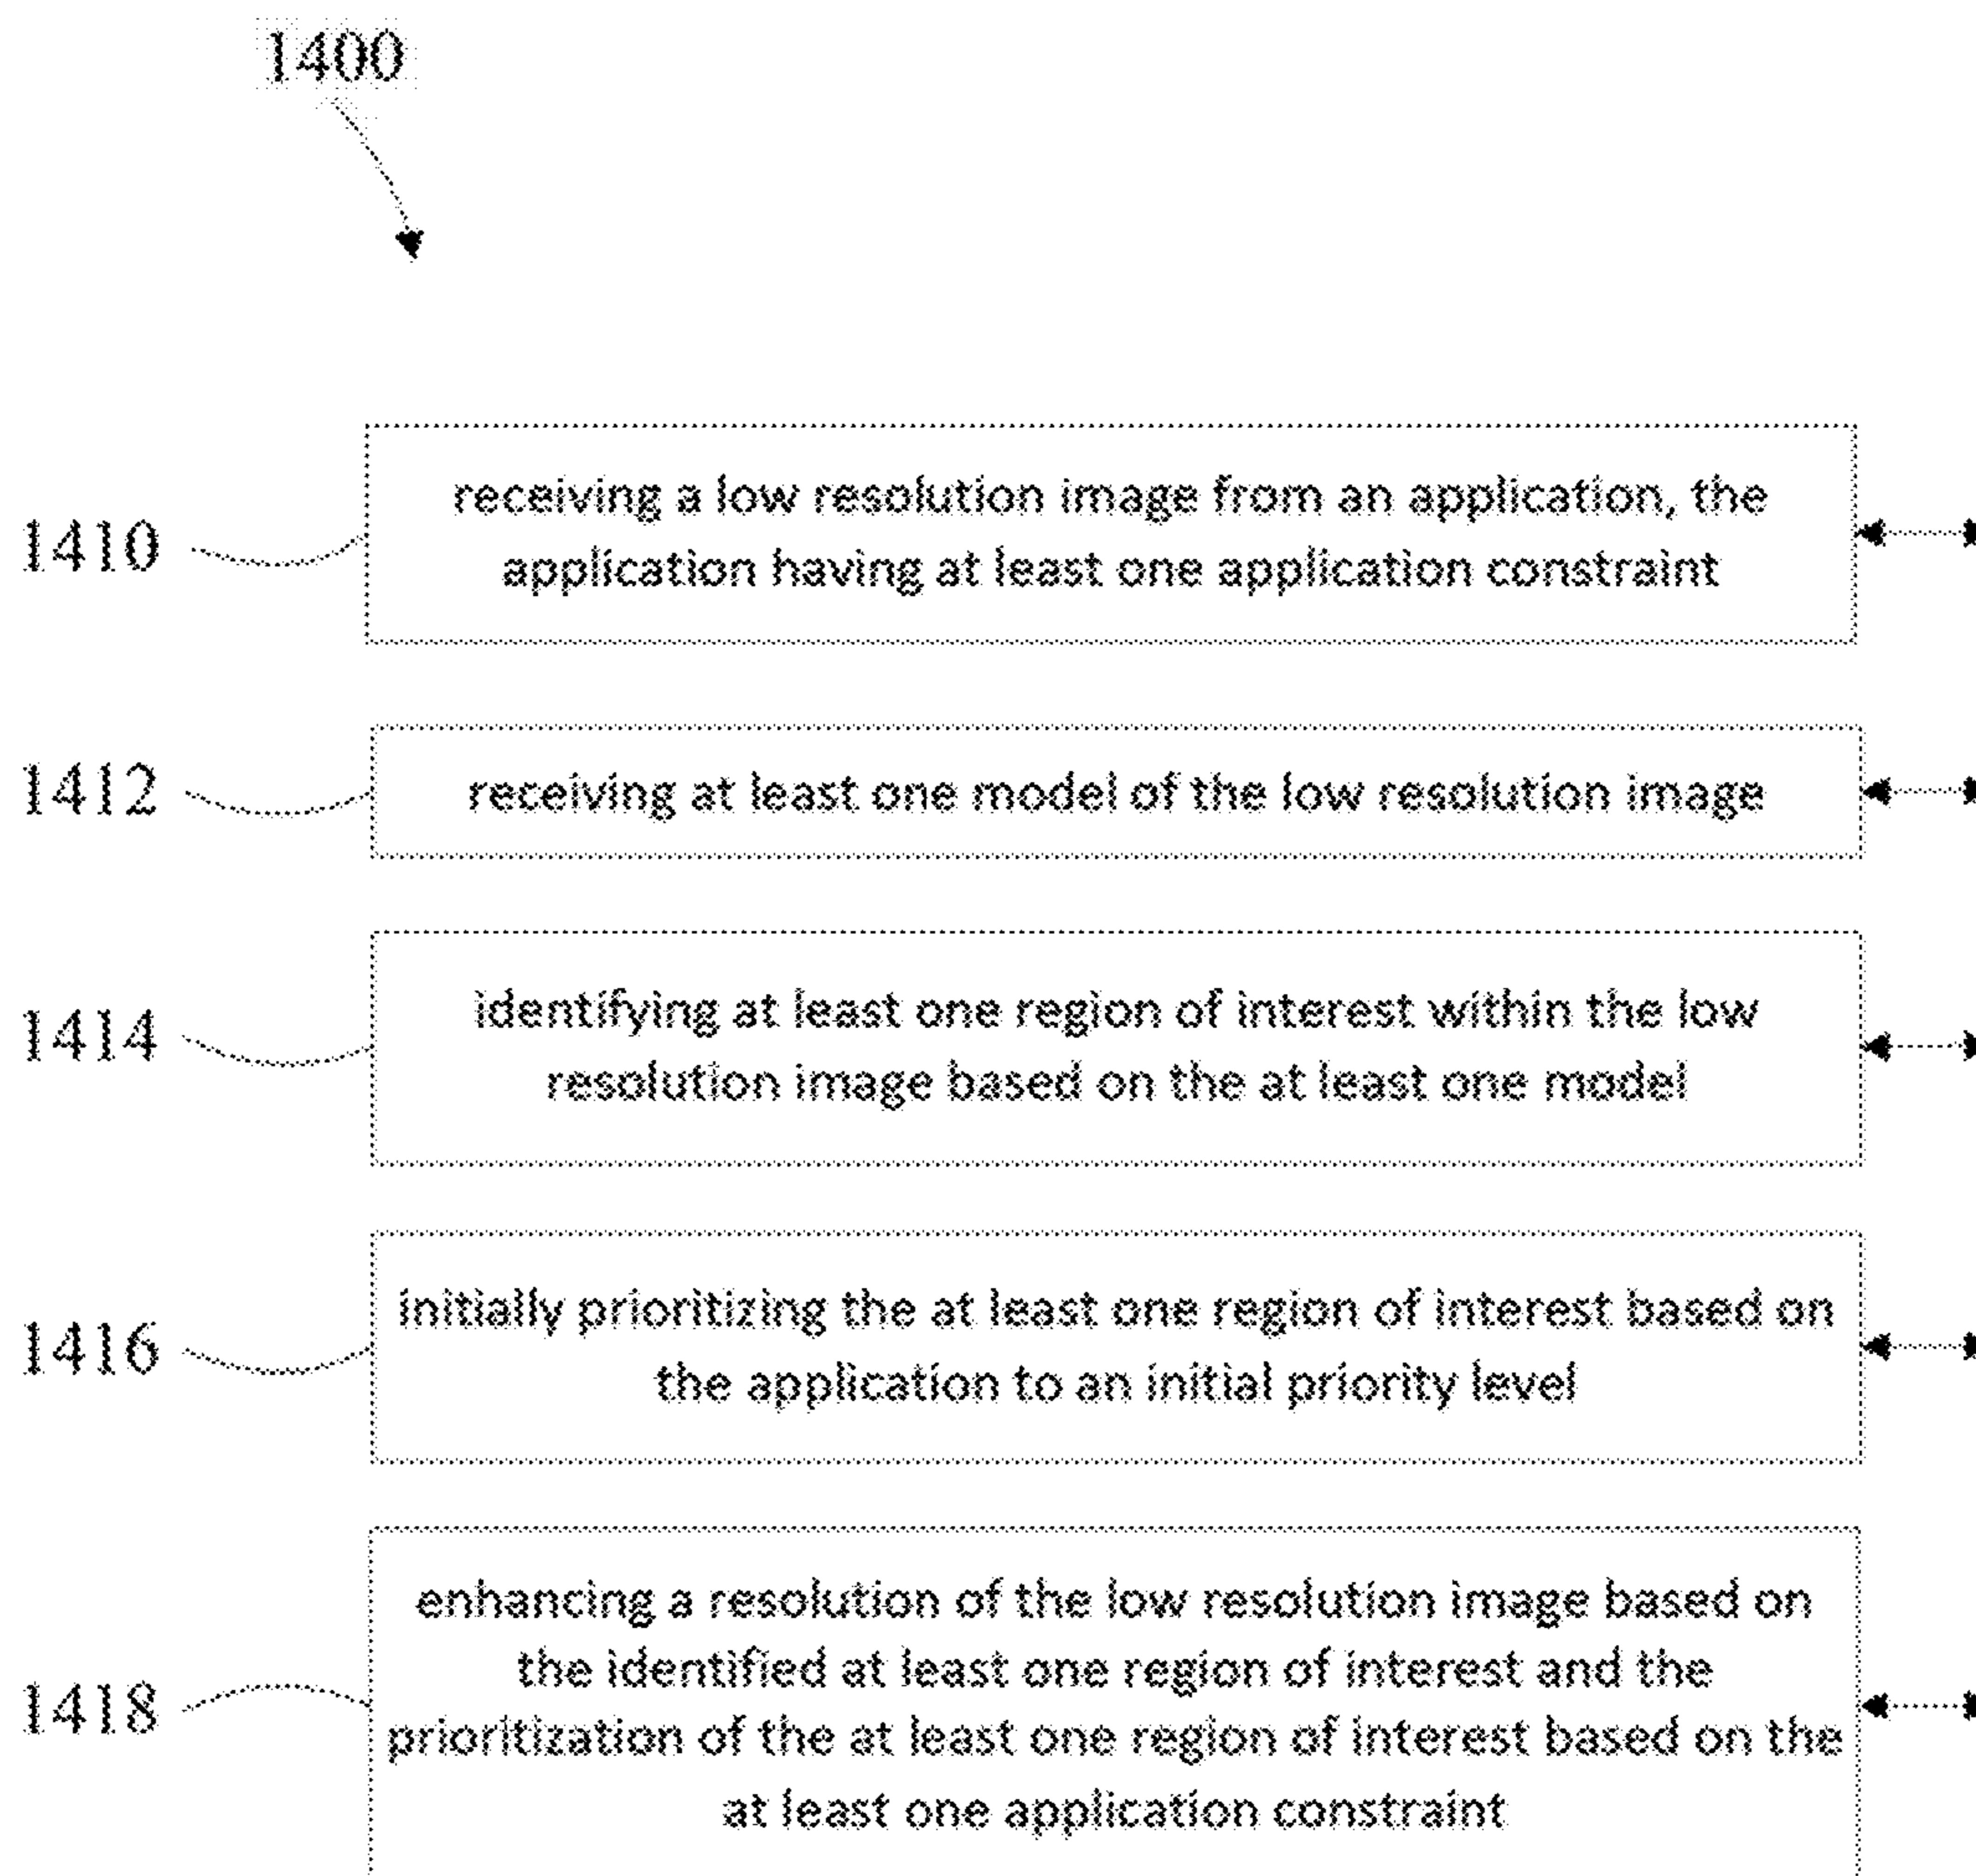 1400
1410
receiving a low resolution image from an application, the
application having at least one application constraint
1412
receiving at least one model of the low resolution image
1414
identifying at least one region of interest within the low
resolution image based on the at least one model
1416
initially prioritizing the at least one region of interest based on
the application to an initial priority level
1418
enhancing a resolution of the low resolution image based on
the identified at least one region of interest and the
prioritization of the at least one region of interest based on the
at least one application constraint